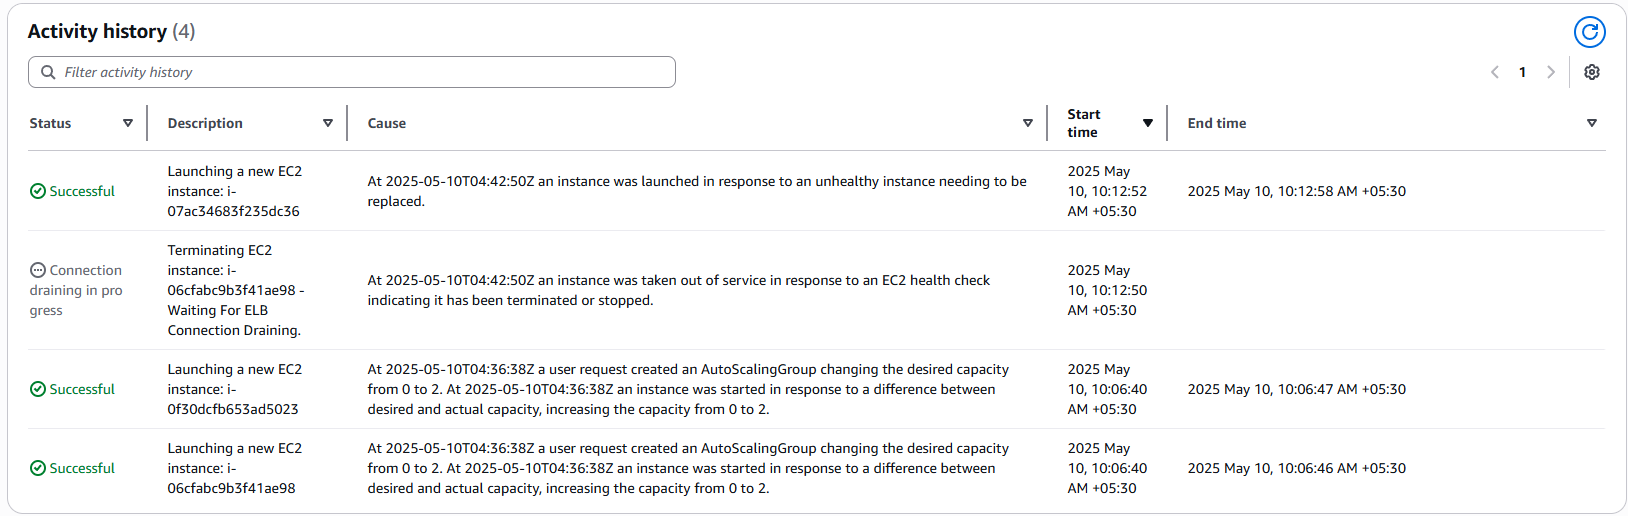 Activity history (4)
Filter activity history
1
Status
Description
Cause
Start
time
End time
Successful
Launching a new EC2
instance: i-
07ac34683f235dc36
At 2025-05-10T04:42:50Z an instance was launched in response to an unhealthy instance needing to be
replaced.
2025 May
10, 10:12:52
AM +05:30
2025 May 10, 10:12:58 AM +05:30
Connection
draining in pro
gress
Terminating EC2
instance: i-
06cfabc9b3f41ae98 -
Waiting For ELB
Connection Draining.
At 2025-05-10T04:42:50Z an instance was taken out of service in response to an EC2 health check
indicating it has been terminated or stopped.
2025 May
10, 10:12:50
AM +05:30
Successful
Launching a new EC2
instance: i-
0f30dcfb653ad5023
At 2025-05-10T04:36:38Z a user request created an AutoScalingGroup changing the desired capacity
from 0 to 2. At 2025-05-10T04:36:38Z an instance was started in response to a difference between
desired and actual capacity, increasing the capacity from 0 to 2.
2025 May
10, 10:06:40
AM +05:30
2025 May 10, 10:06:47 AM +05:30
Successful
Launching a new EC2
instance: i-
06cfabc9b3f41ae98
At 2025-05-10T04:36:38Z a user request created an AutoScalingGroup changing the desired capacity
from 0 to 2. At 2025-05-10T04:36:38Z an instance was started in response to a difference between
desired and actual capacity, increasing the capacity from 0 to 2.
2025 May
10, 10:06:40
AM +05:30
2025 May 10, 10:06:46 AM +05:30